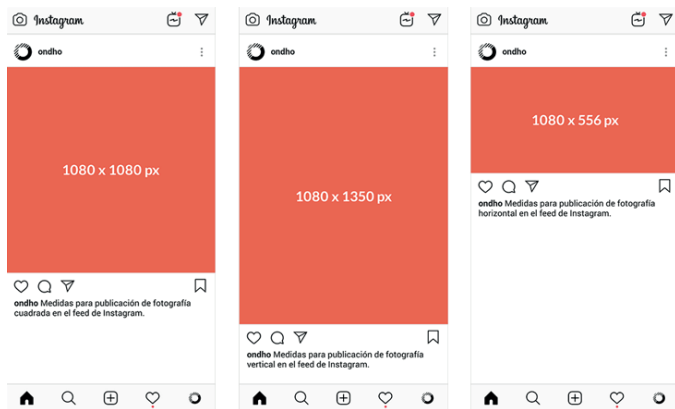 Instagram
ondho
1080 x 1080 px
ondho Medidas para publicación de fotografía
cuadrada en el feed de Instagram.
Instagram
ondho
1080 x 1350 px
ondho Medidas para publicación de fotografía
vertical en el feed de Instagram.
Instagram
ondho
1080 x 556 px
ondho Medidas para publicación de fotografía
horizontal en el feed de Instagram.